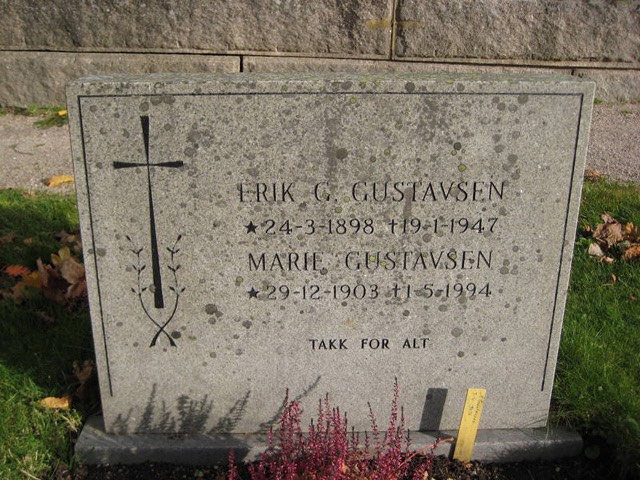 ERIK G. GUSTAVSEN
★24-3-1898 †19-1-1947
MARIE GUSTAVSEN
★29-12-1903 †1-5-1994
TAKK FOR ALT